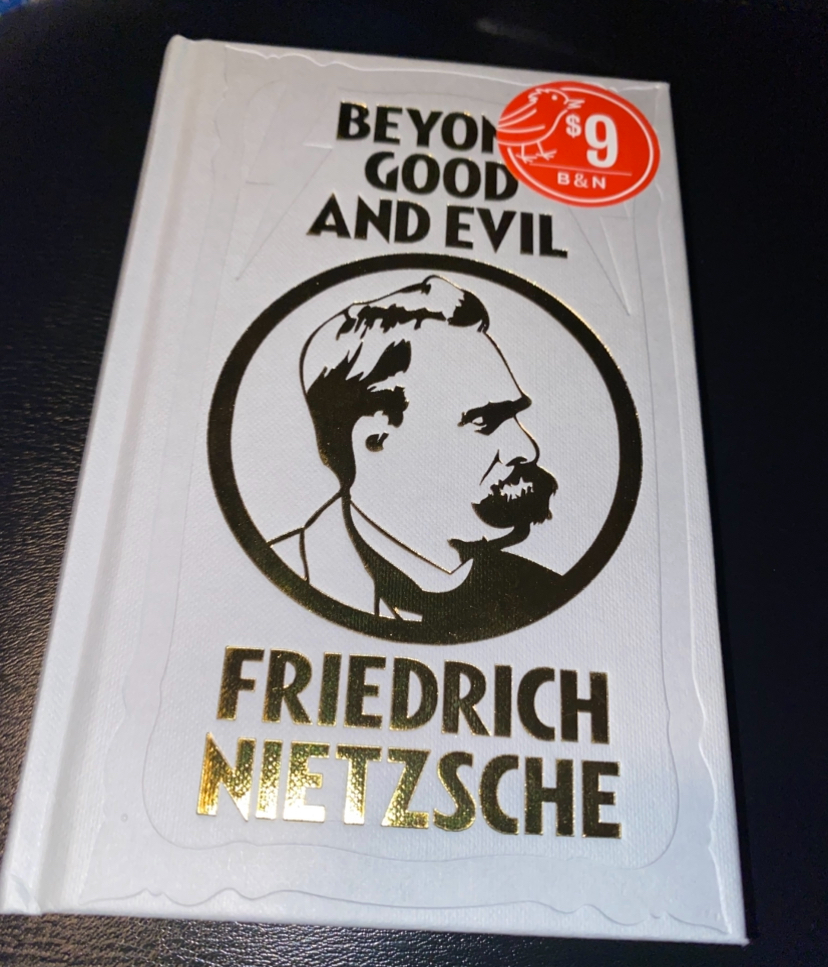 BEYON
GOOD
AND EVIL
$9
B&N
FRIEDRICH
NIETZSCHE